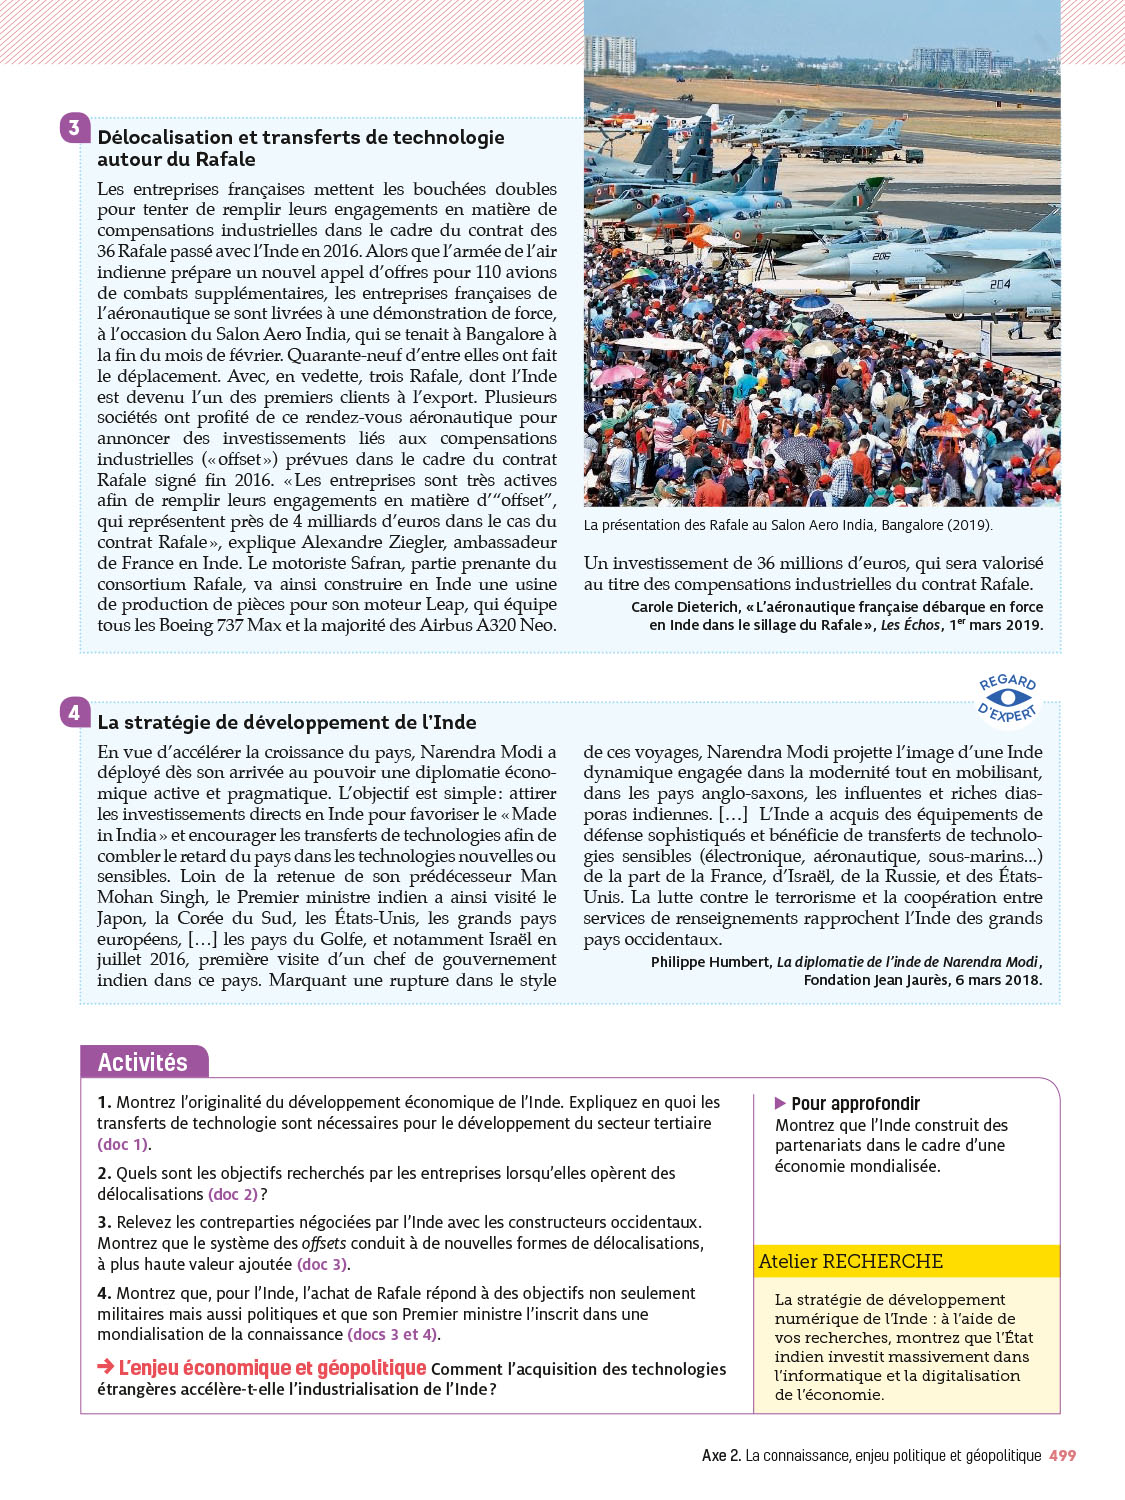 3
Délocalisation et transferts de technologie
autour du Rafale
Les entreprises françaises mettent les bouchées doubles
pour tenter de remplir leurs engagements en matière de
compensations industrielles dans le cadre du contrat des
36 Rafale passé avec l'Inde en 2016. Alors que l'armée de l'air
indienne prépare un nouvel appel d'offres pour 110 avions
de combats supplémentaires, les entreprises françaises de
l'aéronautique se sont livrées à une démonstration de force,
à l'occasion du Salon Aero India, qui se tenait à Bangalore à
la fin du mois de février. Quarante-neuf d'entre elles ont fait
le déplacement. Avec, en vedette, trois Rafale, dont l'Inde
est devenu l'un des premiers clients à l'export. Plusieurs
sociétés ont profité de ce rendez-vous aéronautique pour
annoncer des investissements liés aux compensations
industrielles (« offset ») prévues dans le cadre du contrat
Rafale signé fin 2016. « Les entreprises sont très actives
afin de remplir leurs engagements en matière d'“offset”,
qui représentent près de 4 milliards d'euros dans le cas du
contrat Rafale », explique Alexandre Ziegler, ambassadeur
de France en Inde. Le motoriste Safran, partie prenante du
consortium Rafale, va ainsi construire en Inde une usine
de production de pièces pour son moteur Leap, qui équipe
tous les Boeing 737 Max et la majorité des Airbus A320 Neo.
206
204
La présentation des Rafale au Salon Aero India, Bangalore (2019).
Un investissement de 36 millions d'euros, qui sera valorisé
au titre des compensations industrielles du contrat Rafale.
Carole Dieterich, « L'aéronautique française débarque en force
en Inde dans le sillage du Rafale », Les Échos, 1er mars 2019.
REGARD
D'EXPERT
4
La stratégie de développement de l'Inde
En vue d'accélérer la croissance du pays, Narendra Modi a
déployé dès son arrivée au pouvoir une diplomatie écono-
mique active et pragmatique. L'objectif est simple : attirer
les investissements directs en Inde pour favoriser le « Made
in India » et encourager les transferts de technologies afin de
combler le retard du pays dans les technologies nouvelles ou
sensibles. Loin de la retenue de son prédécesseur Man
Mohan Singh, le Premier ministre indien a ainsi visité le
Japon, la Corée du Sud, les États-Unis, les grands pays
européens, [...] les pays du Golfe, et notamment Israël en
juillet 2016, première visite d'un chef de gouvernement
indien dans ce pays. Marquant une rupture dans le style
de ces voyages, Narendra Modi projette l'image d'une Inde
dynamique engagée dans la modernité tout en mobilisant,
dans les pays anglo-saxons, les influentes et riches dias-
poras indiennes. [...] L'Inde a acquis des équipements de
défense sophistiqués et bénéficie de transferts de technolo-
gies sensibles (électronique, aéronautique, sous-marins...)
de la part de la France, d'Israël, de la Russie, et des États-
Unis. La lutte contre le terrorisme et la coopération entre
services de renseignements rapprochent l'Inde des grands
pays occidentaux.
Philippe Humbert, La diplomatie de l'inde de Narendra Modi,
Fondation Jean Jaurès, 6 mars 2018.
Activités
1. Montrez l'originalité du développement économique de l'Inde. Expliquez en quoi les
transferts de technologie sont nécessaires pour le développement du secteur tertiaire
(doc 1).
2. Quels sont les objectifs recherchés par les entreprises lorsqu'elles opèrent des
délocalisations (doc 2) ?
3. Relevez les contreparties négociées par l'Inde avec les constructeurs occidentaux.
Montrez que le système des offsets conduit à de nouvelles formes de délocalisations,
à plus haute valeur ajoutée (doc 3).
4. Montrez que, pour l'Inde, l'achat de Rafale répond à des objectifs non seulement
militaires mais aussi politiques et que son Premier ministre l'inscrit dans une
mondialisation de la connaissance (docs 3 et 4).
→ L'enjeu économique et géopolitique Comment l'acquisition des technologies
étrangères accélère-t-elle l'industrialisation de l'Inde ?
▶ Pour approfondir
Montrez que l'Inde construit des
partenariats dans le cadre d'une
économie mondialisée.
Atelier RECHERCHE
La stratégie de développement
numérique de l'Inde : à l'aide de
vos recherches, montrez que l'État
indien investit massivement dans
l'informatique et la digitalisation
de l'économie.
Axe 2. La connaissance, enjeu politique et géopolitique 499